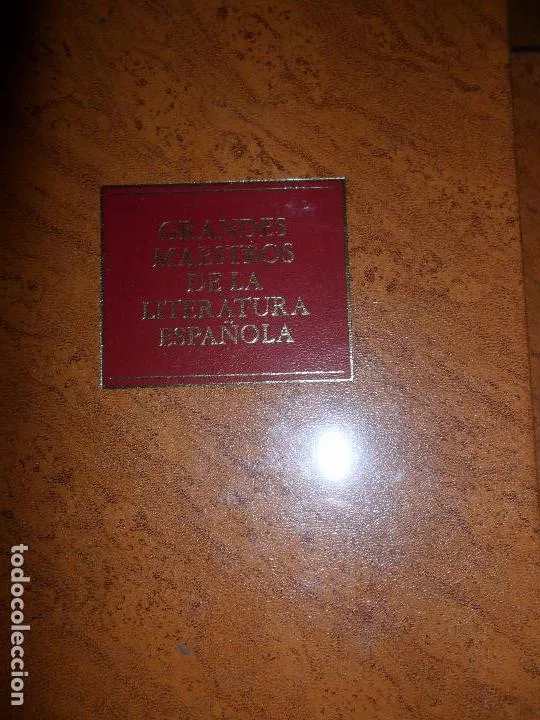 GRANDES
MAESTROS
DE LA
LITERATURA
ESPAÑOLA
todocoleccion